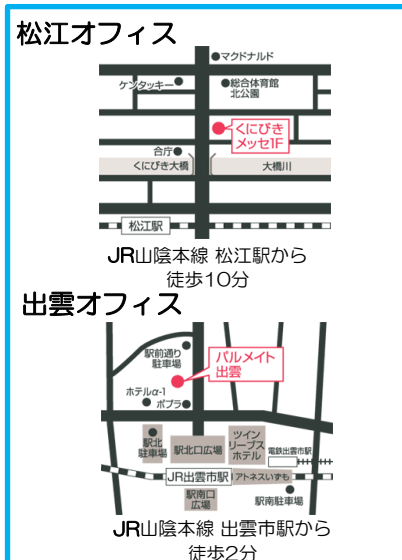 松江オフィス
マクドナルド
ケンタッキー
総合体育館
北公園
くにびき
メッセ1F
合庁
くにびき大橋
大橋川
松江駅
JR山陰本線 松江駅から
徒歩10分
出雲オフィス
駅前通り
駐車場
パルメイト
出雲
ホテルα-1
ポプラ
駅北
駐車場
駅北口広場
ツイン
リーブス
ホテル
電鉄出雲市駅
JR出雲市駅
アトネスいずも
駅南口
広場
駅南駐車場
JR山陰本線 出雲市駅から
徒歩2分